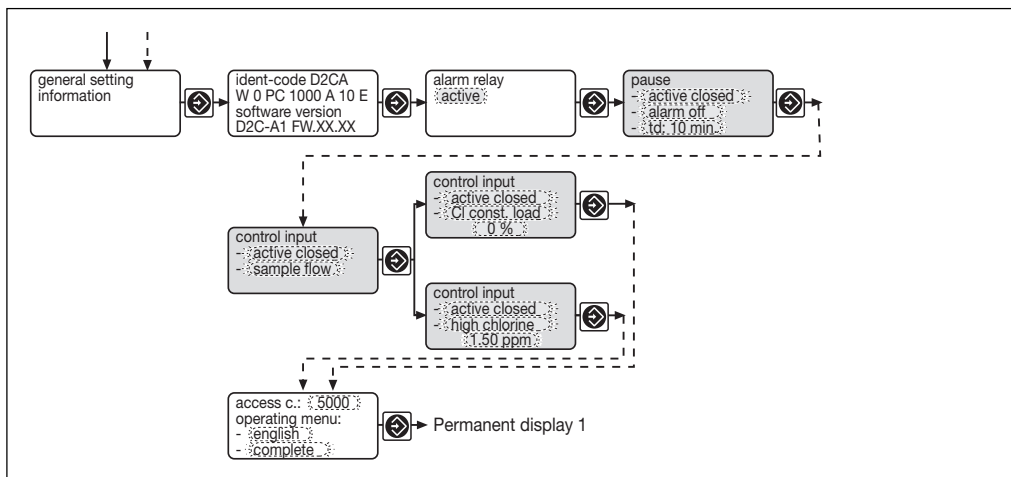 general setting
information
ident-code D2CA
W 0 PC 1000 A 10 E
software version
D2C-A1 FW.XX.XX
alarm relay
active
pause
- active closed
- alarm off
- td: 10 min.
control input
- active closed
- sample flow
control input
- active closed
- Cl const. load
0 %
control input
- active closed
- high chlorine
1.50 ppm
access c.: 5000
operating menu:
- english
- complete
Permanent display 1